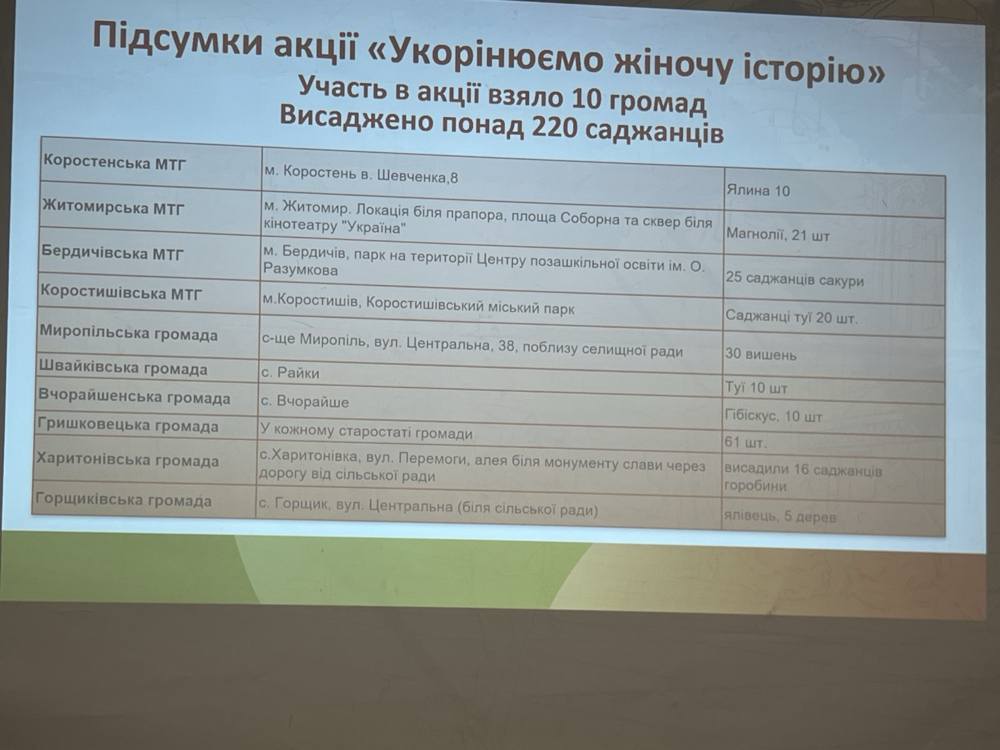 Підсумки акції «Укорінюємо жіночу історію»
Участь в акції взяло 10 громад
Висаджено понад 220 саджанців
Коростенська МТГ
м. Коростень в. Шевченка,8
Ялина 10
Житомирська МТГ
м. Житомир. Локація біля прапора, площа Соборна та сквер біля
кінотеатру "Україна"
Магнолії, 21 шт
Бердичівська МТГ
м. Бердичів, парк на території Центру позашкільної освіти ім. О.
Разумкова
25 саджанців сакури
Коростишівська МТГ
м.Коростишів, Коростишівський міський парк
Саджанці туї 20 шт.
Миропільська громада
с-ще Миропіль, вул. Центральна, 38, поблизу селищної ради
30 вишень
Швайківська громада
с. Райки
Туї 10 шт
Вчорайшенська громада
с. Вчорайше
Гібіскус, 10 шт
Гришковецька громада
У кожному старостаті громади
61 шт.
Харитонівська громада
с.Харитонівка, вул. Перемоги, алея біля монументу слави через
дорогу від сільської ради
висадили 16 саджанців
горобини
Горщиківська громада
с. Горщик, вул. Центральна (біля сільської ради)
ялівець, 5 дерев